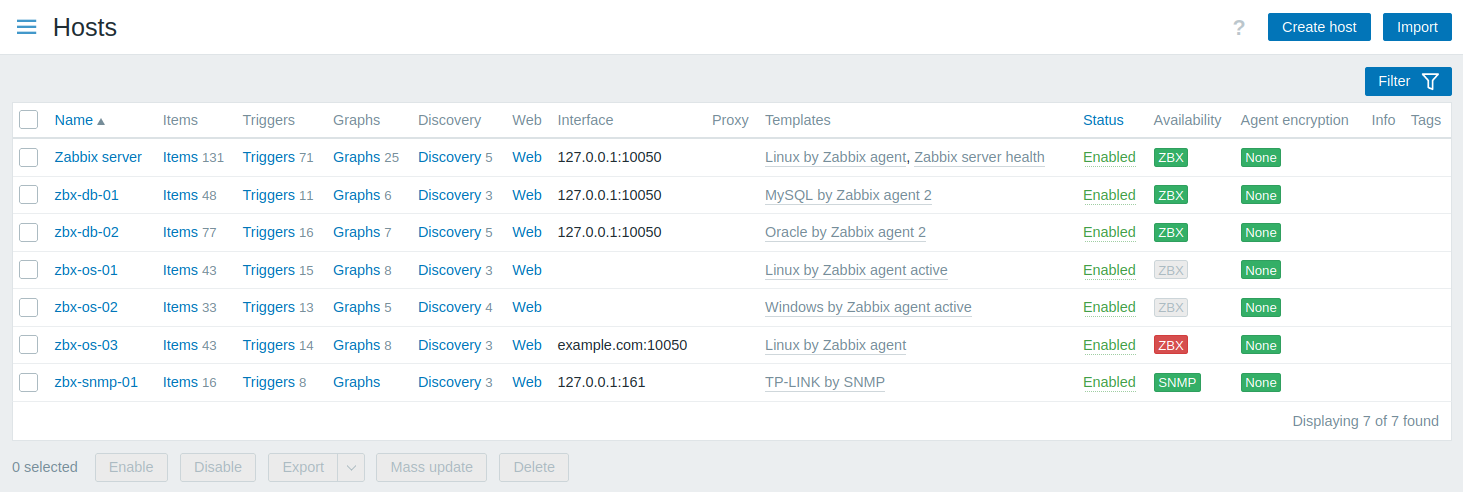 Hosts ? Create host Import
Filter
Name Items Triggers Graphs Discovery Web Interface Proxy Templates Status Availability Agent encryption Info Tags
Zabbix server Items 131 Triggers 71 Graphs 25 Discovery 5 Web 127.0.0.1:10050 Linux by Zabbix agent, Zabbix server health Enabled ZBX None
zbx-db-01 Items 48 Triggers 11 Graphs 6 Discovery 3 Web 127.0.0.1:10050 MySQL by Zabbix agent 2 Enabled ZBX None
zbx-db-02 Items 77 Triggers 16 Graphs 7 Discovery 5 Web 127.0.0.1:10050 Oracle by Zabbix agent 2 Enabled ZBX None
zbx-os-01 Items 43 Triggers 15 Graphs 8 Discovery 3 Web Linux by Zabbix agent active Enabled ZBX None
zbx-os-02 Items 33 Triggers 13 Graphs 5 Discovery 4 Web Windows by Zabbix agent active Enabled ZBX None
zbx-os-03 Items 43 Triggers 14 Graphs 8 Discovery 3 Web example.com:10050 Linux by Zabbix agent Enabled ZBX None
zbx-snmp-01 Items 16 Triggers 8 Graphs Discovery 3 Web 127.0.0.1:161 TP-LINK by SNMP Enabled SNMP None
Displaying 7 of 7 found
0 selected Enable Disable Export Mass update Delete